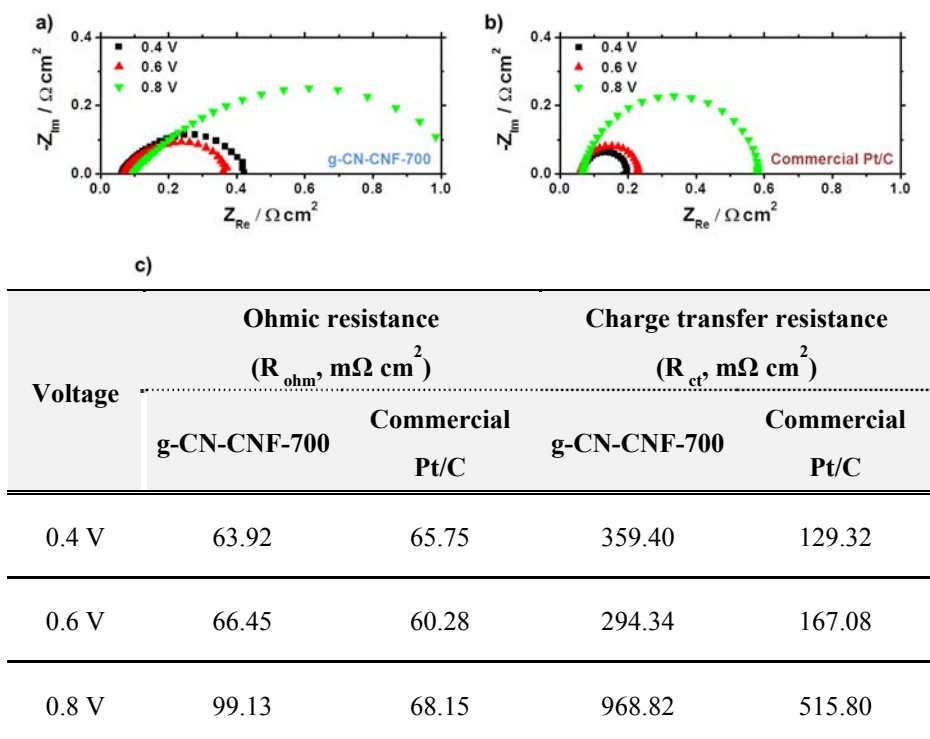 a)
0.4
0.2
0.0
-Z_Im / Ω cm²
0.4 V
0.6 V
0.8 V
g-CN-CNF-700
0.0 0.2 0.4 0.6 0.8 1.0
Z_Re / Ω cm²
b)
0.4
0.2
0.0
-Z_Im / Ω cm²
0.4 V
0.6 V
0.8 V
Commercial Pt/C
0.0 0.2 0.4 0.6 0.8 1.0
Z_Re / Ω cm²
c)
Voltage
Ohmic resistance
(R ohm, mΩ cm²)
Charge transfer resistance
(R ct, mΩ cm²)
g-CN-CNF-700
Commercial
Pt/C
g-CN-CNF-700
Commercial
Pt/C
0.4 V 63.92 65.75 359.40 129.32
0.6 V 66.45 60.28 294.34 167.08
0.8 V 99.13 68.15 968.82 515.80